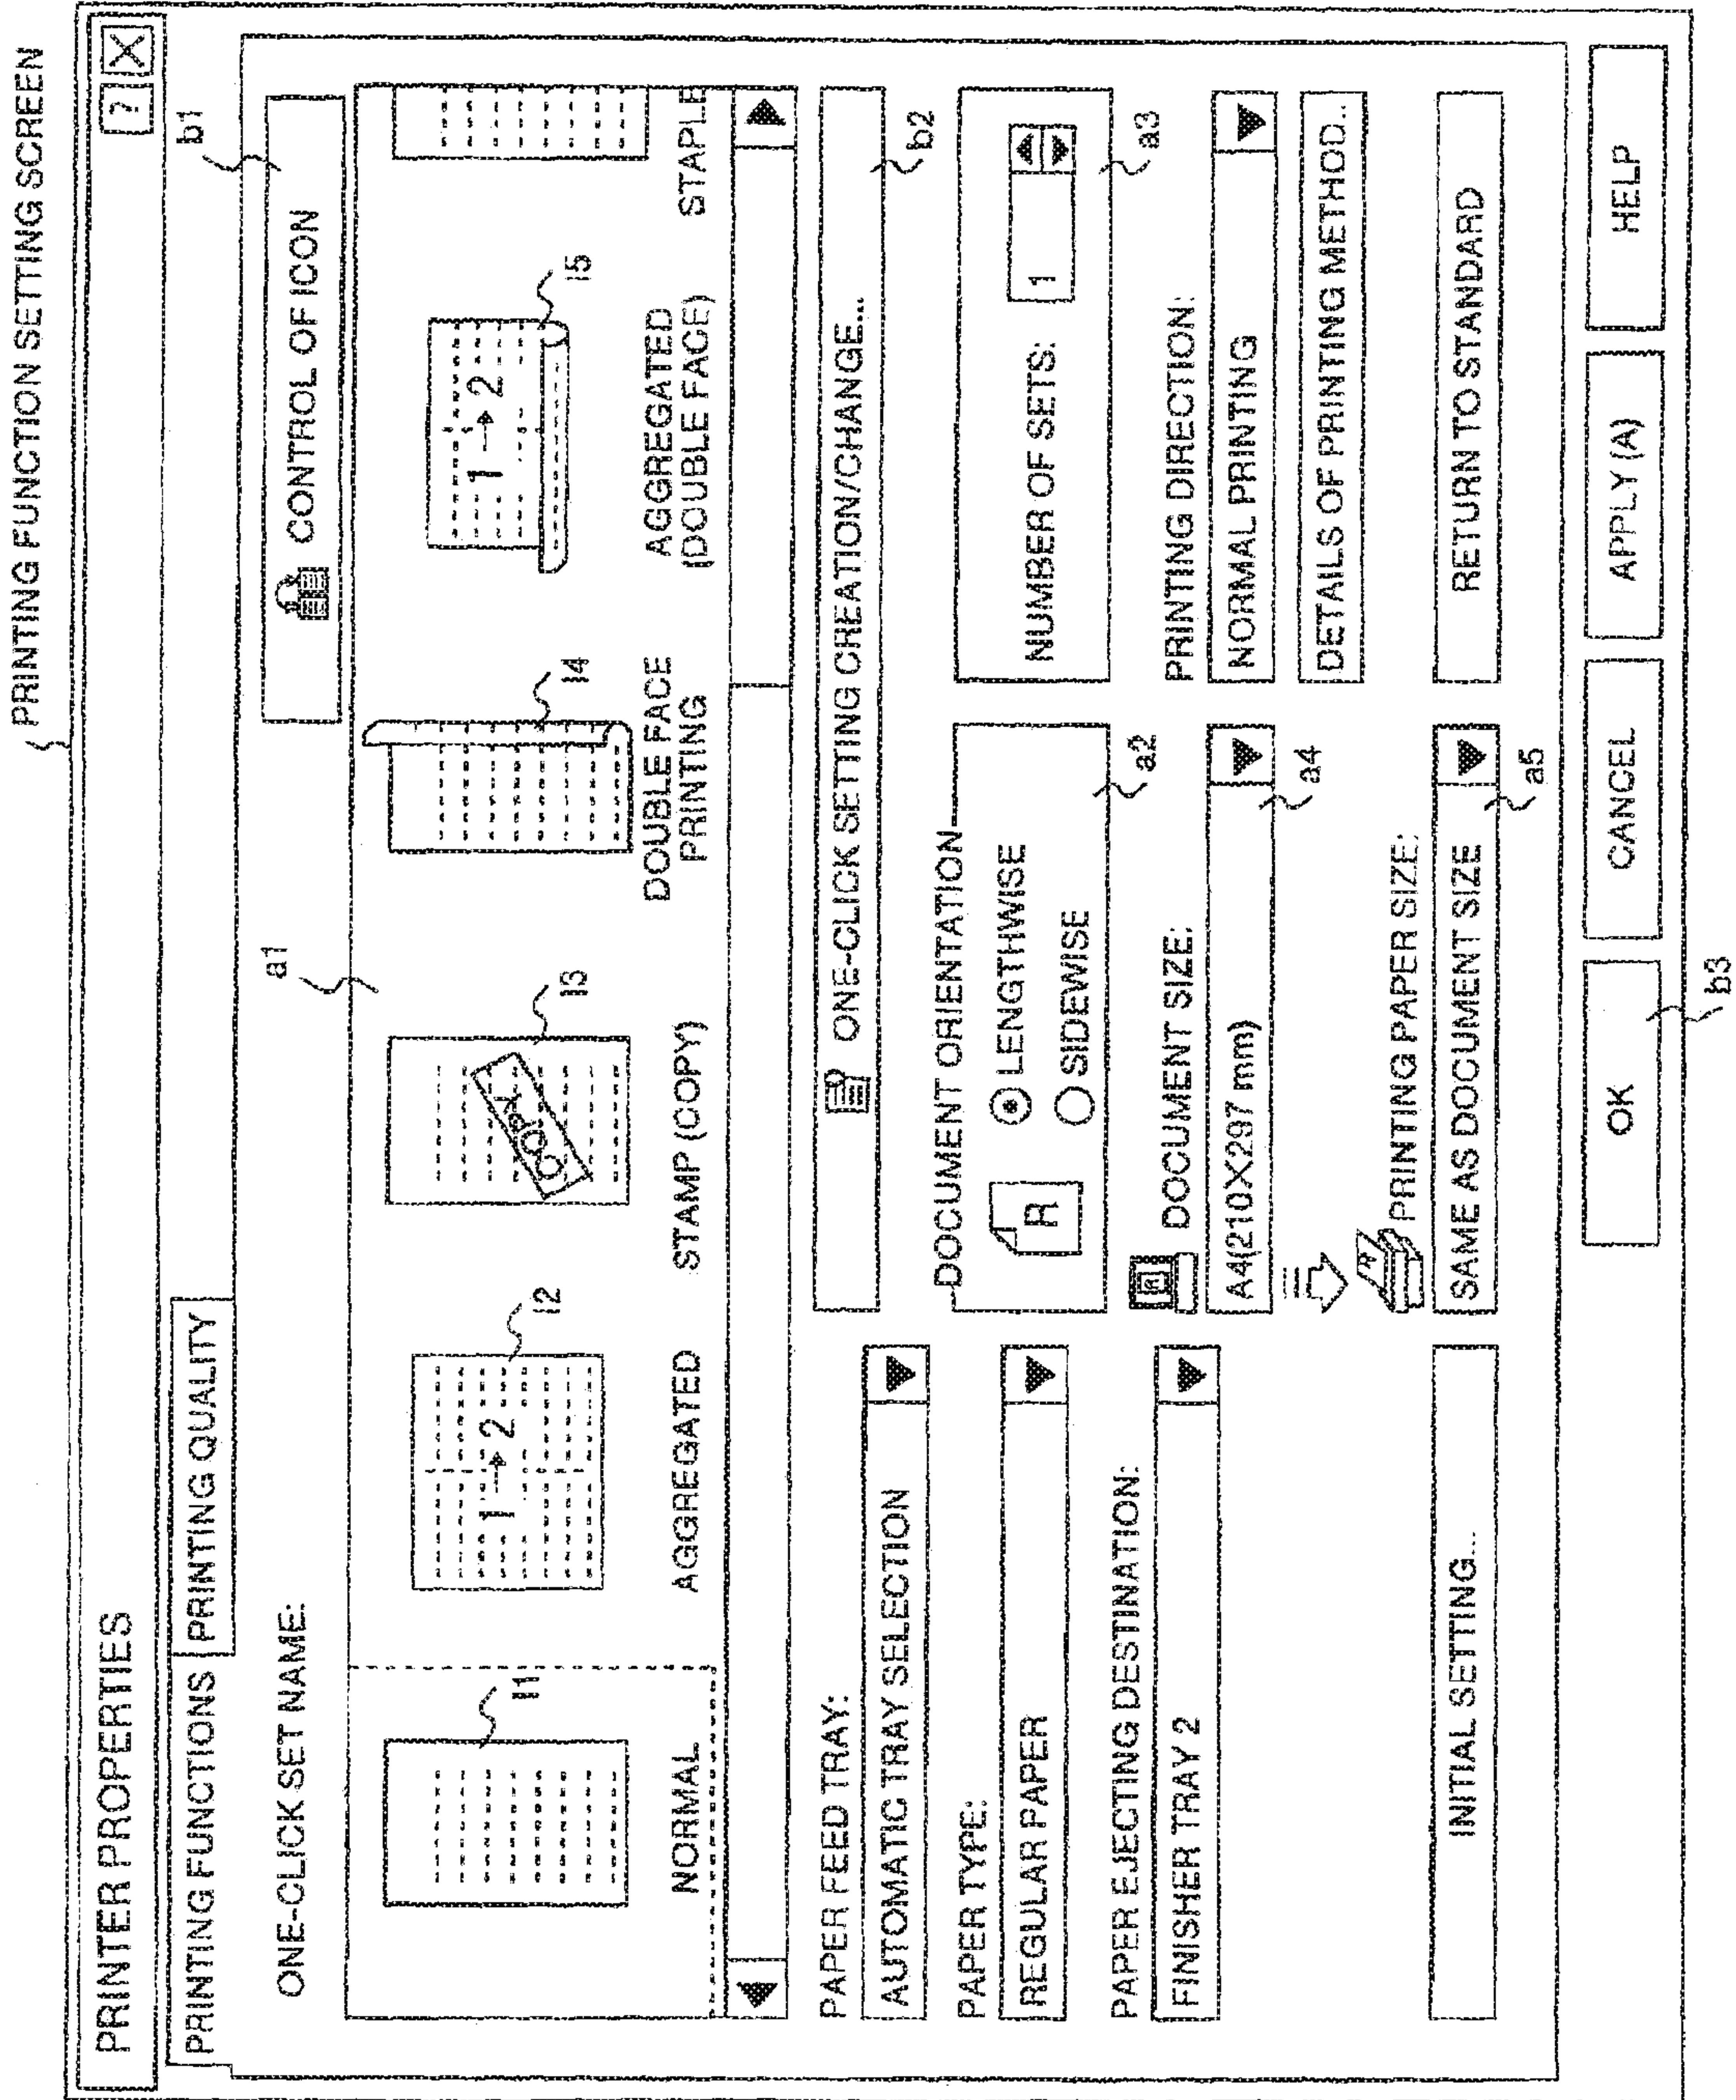 PRINTING FUNCTION SETTING SCREEN
PRINTER PROPERTIES
? X
PRINTING FUNCTIONS PRINTING QUALITY
b1
ONE-CLICK SET NAME:
a1
CONTROL OF ICON
I1
I2
I3
I4
I5
1→2
COPY
1→2
NORMAL
AGGREGATED
STAMP (COPY)
DOUBLE FACE
PRINTING
AGGREGATED
(DOUBLE FACE)
STAPLE
PAPER FEED TRAY:
AUTOMATIC TRAY SELECTION
PAPER TYPE:
REGULAR PAPER
PAPER EJECTING DESTINATION:
FINISHER TRAY 2
INITIAL SETTING...
ONE-CLICK SETTING CREATION/CHANGE...
b2
DOCUMENT ORIENTATION
R
LENGTHWISE
SIDEWISE
a2
DOCUMENT SIZE:
A4(210X297 mm)
a4
PRINTING PAPER SIZE:
SAME AS DOCUMENT SIZE
a5
NUMBER OF SETS:
1
a3
PRINTING DIRECTION:
NORMAL PRINTING
DETAILS OF PRINTING METHOD...
RETURN TO STANDARD
OK
CANCEL
APPLY (A)
HELP
b3